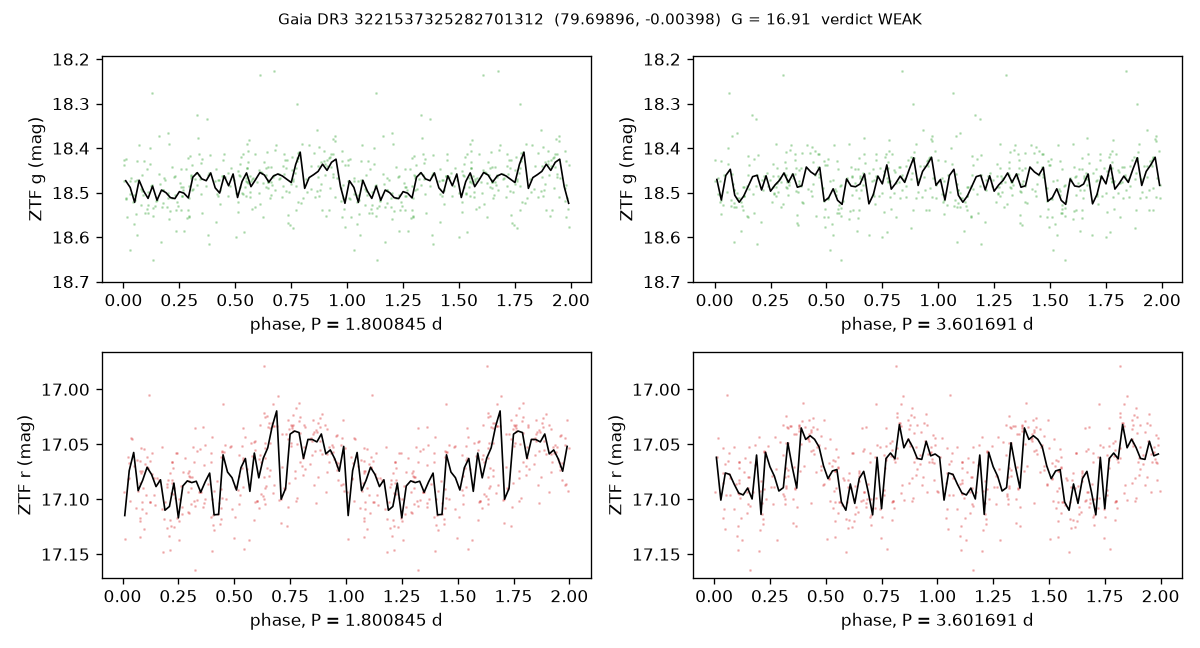 Gaia DR3 3221537325282701312 (79.69896, -0.00398) G = 16.91 verdict WEAK
18.2
18.3
18.4
18.5
18.6
18.7
ZTF g (mag)
0.00 0.25 0.50 0.75 1.00 1.25 1.50 1.75 2.00
phase, P = 1.800845 d
18.2
18.3
18.4
18.5
18.6
18.7
ZTF g (mag)
0.00 0.25 0.50 0.75 1.00 1.25 1.50 1.75 2.00
phase, P = 3.601691 d
17.00
17.05
17.10
17.15
ZTF r (mag)
0.00 0.25 0.50 0.75 1.00 1.25 1.50 1.75 2.00
phase, P = 1.800845 d
17.00
17.05
17.10
17.15
ZTF r (mag)
0.00 0.25 0.50 0.75 1.00 1.25 1.50 1.75 2.00
phase, P = 3.601691 d